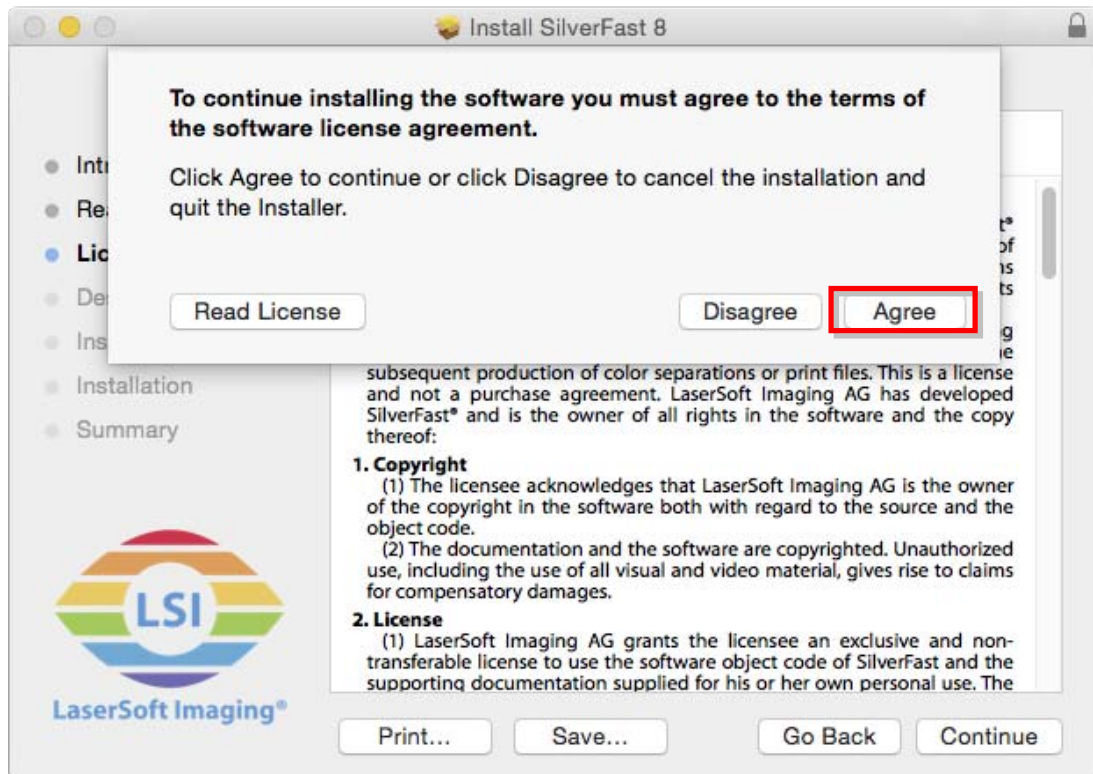 Install SilverFast 8
To continue installing the software you must agree to the terms of
the software license agreement.
Click Agree to continue or click Disagree to cancel the installation and
quit the Installer.
Read License
Disagree
Agree
Lic
Installation
Summary
LSI
LaserSoft Imaging®
of
subsequent production of color separations or print files. This is a license
and not a purchase agreement. LaserSoft Imaging AG has developed
SilverFast® and is the owner of all rights in the software and the copy
thereof:
1. Copyright
(1) The licensee acknowledges that LaserSoft Imaging AG is the owner
of the copyright in the software both with regard to the source and the
object code.
(2) The documentation and the software are copyrighted. Unauthorized
use, including the use of all visual and video material, gives rise to claims
for compensatory damages.
2. License
(1) LaserSoft Imaging AG grants the licensee an exclusive and non-
transferable license to use the software object code of SilverFast and the
supporting documentation supplied for his or her own personal use. The
Print...
Save...
Go Back
Continue